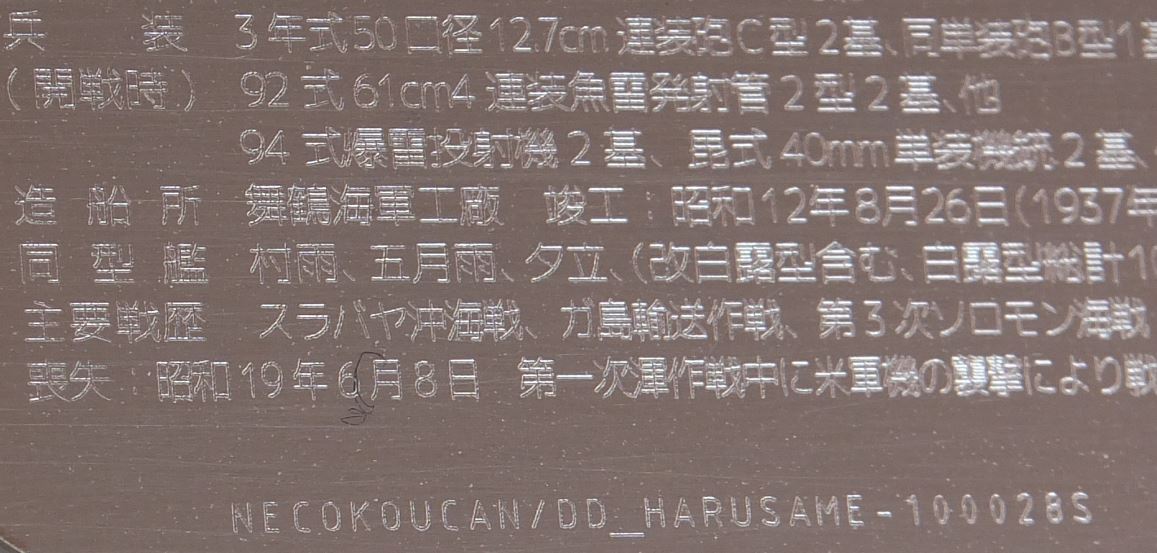 兵装 3年式50口径12.7cm連装砲C型2基、同単装砲B型1基
(開戦時) 92式61cm4連装魚雷発射管2型2基、他
94式爆雷投射機2基、毘式40mm単装機銃2基、
造船所 舞鶴海軍工廠 竣工:昭和12年8月26日(1937年
同型艦 村雨、五月雨、夕立、(改白露型含む、白露型総計10
主要戦歴 スラバヤ沖海戦、ガ島輸送作戦、第3次ソロモン海戦
喪失:昭和19年6月8日 第一次渾作戦中に米軍機の襲撃により戦
NECOKOUCAN/DD_HARUSAME-100028S